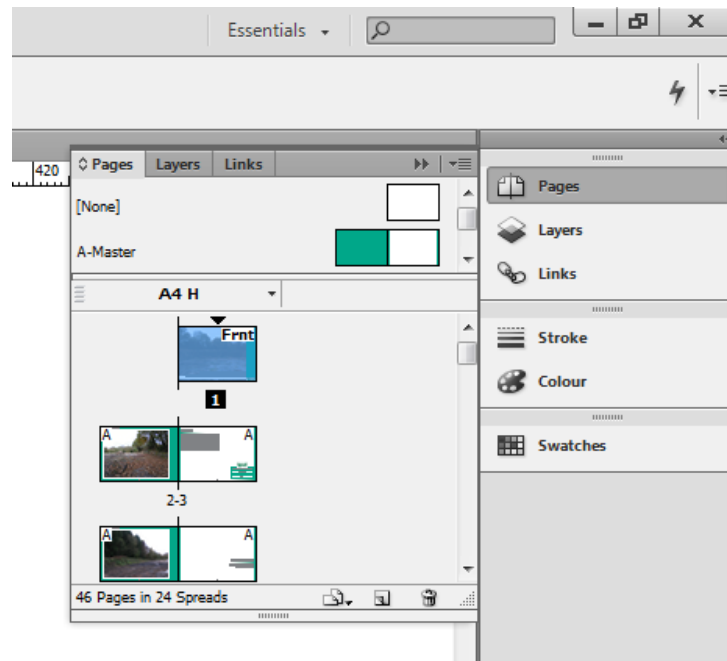 Essentials
420
Pages Layers Links
[None]
A-Master
A4 H
Frnt
1
A A
2-3
A A
46 Pages in 24 Spreads
Pages
Layers
Links
Stroke
Colour
Swatches